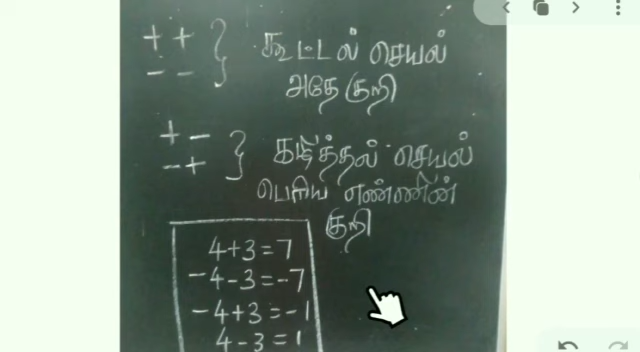 + + } கூட்டல் செயல்
- - } அதே குறி
+ - } கழித்தல் செயல்
- + } பெரிய எண்ணின்
குறி
4+3=7
-4-3=-7
-4+3=-1
4-3=1